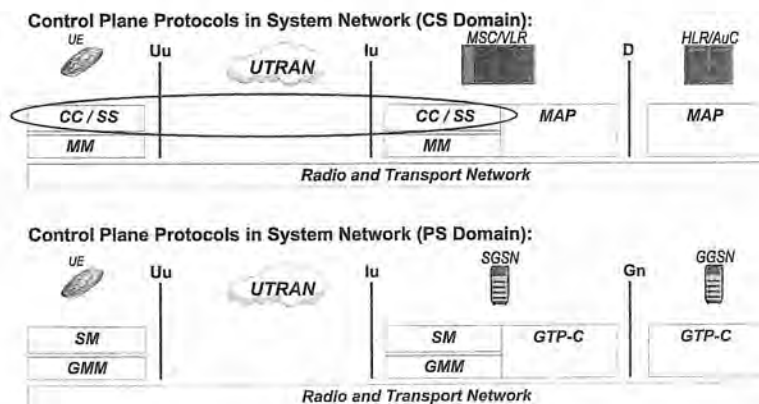 Control Plane Protocols in System Network (CS Domain):
UE Uu UTRAN Iu MSC/VLR D HLR/AuC
CC / SS CC / SS MAP MAP
MM MM
Radio and Transport Network
Control Plane Protocols in System Network (PS Domain):
UE Uu UTRAN Iu SGSN Gn GGSN
SM SM GTP-C GTP-C
GMM GMM
Radio and Transport Network